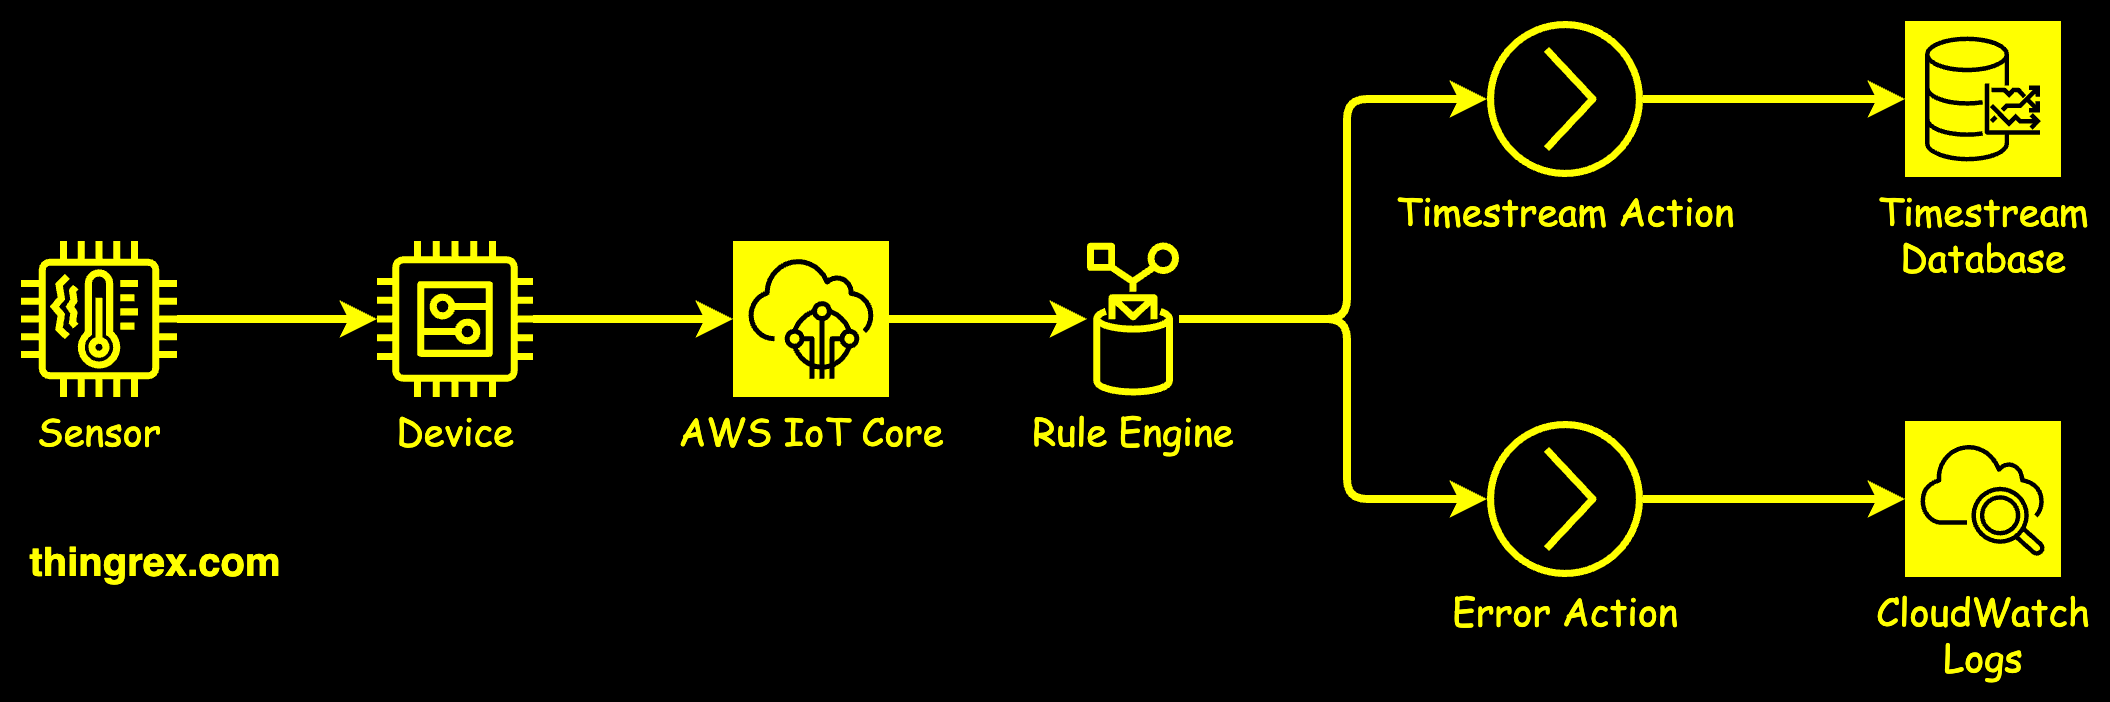 Timestream Action
Timestream
Database
Sensor
Device
AWS IoT Core
Rule Engine
thingrex.com
Error Action
CloudWatch
Logs